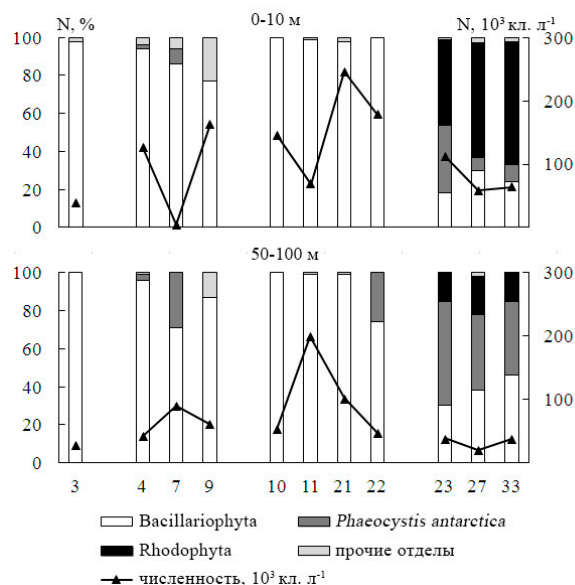 N, % 0-10 м N, 10³ кл. л⁻¹
100 300
80
200
60
40
100
20
0
50-100 м
100 300
80
200
60
40
100
20
0
3 4 7 9 10 11 21 22 23 27 33
Bacillariophyta Phaeocystis antarctica
Rhodophyta прочие отделы
численность, 10³ кл. л⁻¹